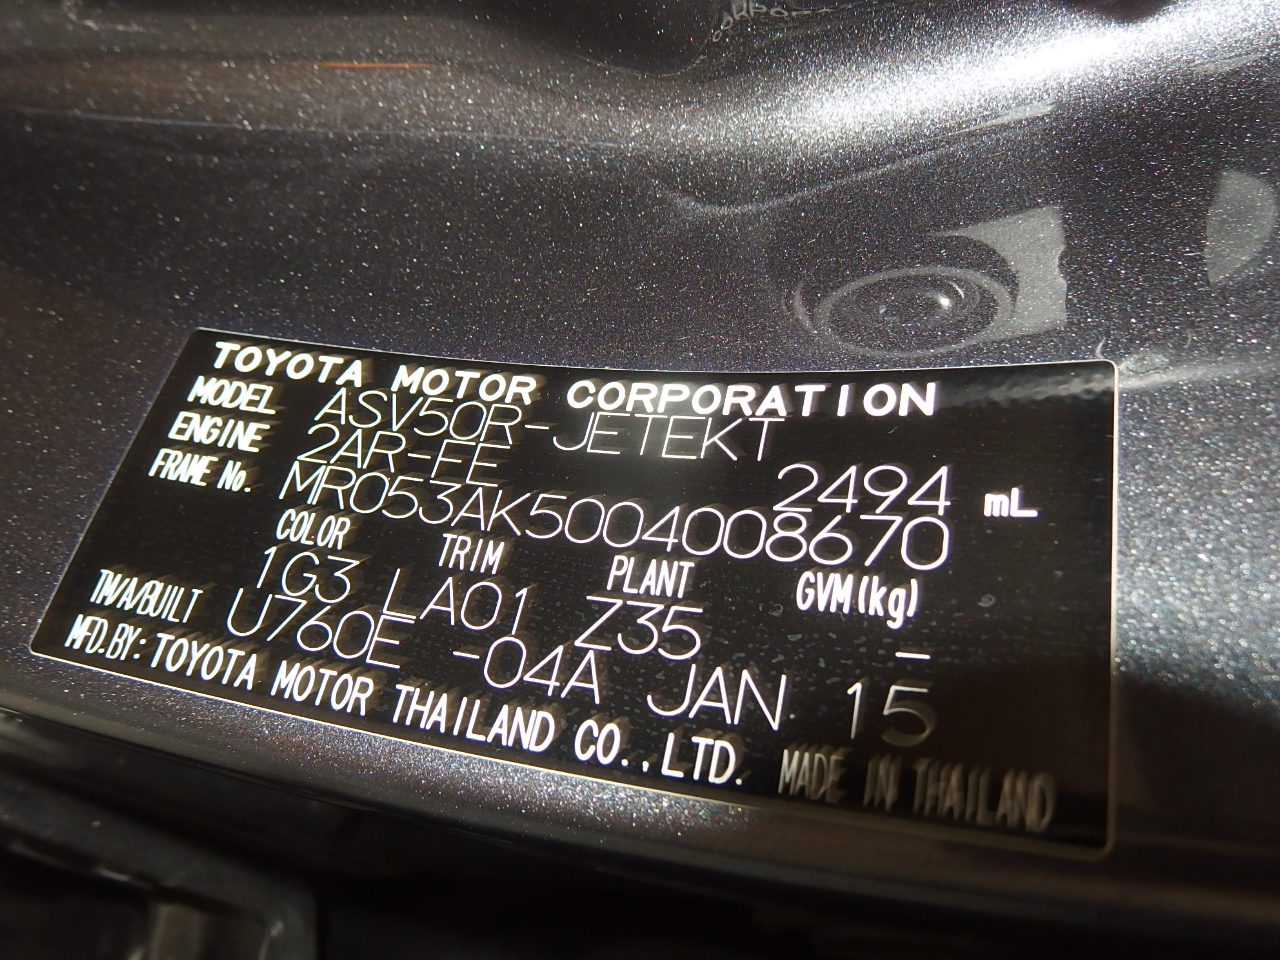 TOYOTA MOTOR CORPORATION
MODEL ASV50R-JETEKT
ENGINE 2AR-FE 2494 mL
FRAME No. MR053AK5004008670
COLOR TRIM PLANT GVM(kg)
1G3 LA01 Z35 –
TM/A/BUILT U760E -04A JAN 15
MFD.BY: TOYOTA MOTOR THAILAND CO.,LTD. MADE IN THAILAND